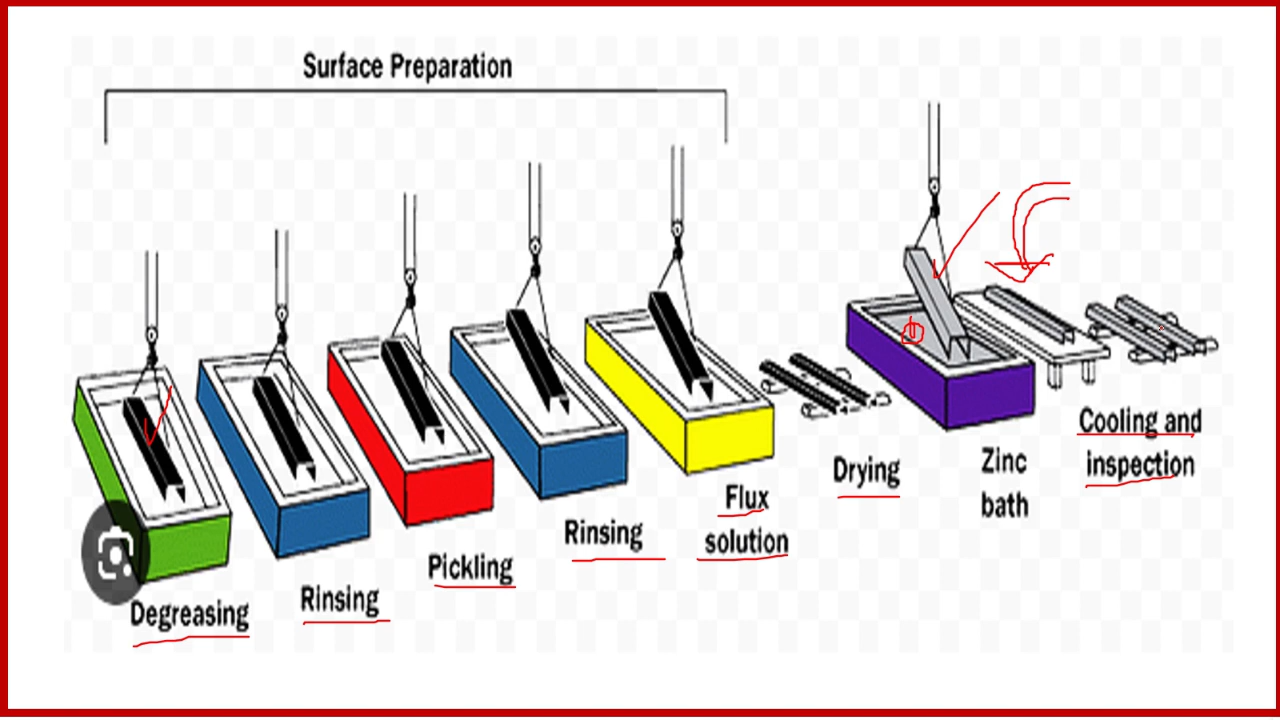 Surface Preparation
Degreasing
Rinsing
Pickling
Rinsing
Flux
solution
Drying
Zinc
bath
Cooling and
inspection